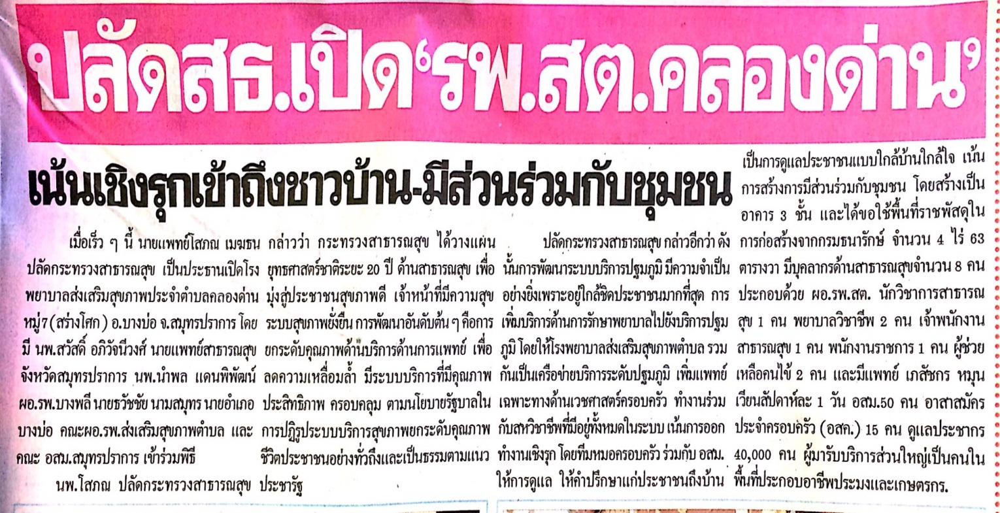 ปลัดสธ.เปิด‘รพ.สต.คลองด่าน’
เน้นเชิงรุกเข้าถึงชาวบ้าน-มีส่วนร่วมกับชุมชน
เมื่อเร็ว ๆ นี้ นายแพทย์โสภณ เมฆธน
ปลัดกระทรวงสาธารณสุข เป็นประธานเปิดโรง
พยาบาลส่งเสริมสุขภาพประจำตำบลคลองด่าน
หมู่7(สร่างโศก) อ.บางบ่อ จ.สมุทรปราการ โดย
มี นพ.สวัสดิ์ อภิวัจนีวงศ์ นายแพทย์สาธารณสุข
จังหวัดสมุทรปราการ นพ.นำพล แดนพิพัฒน์
ผอ.รพ.บางพลี นายธวัชชัย นามสมุทร นายอำเภอ
บางบ่อ คณะผอ.รพ.ส่งเสริมสุขภาพตำบล และ
คณะ อสม.สมุทรปราการ เข้าร่วมพิธี
นพ.โสภณ ปลัดกระทรวงสาธารณสุข
กล่าวว่า กระทรวงสาธารณสุข ได้วางแผน
ยุทธศาสตร์ชาติระยะ 20 ปี ด้านสาธารณสุข เพื่อ
มุ่งสู่ประชาชนสุขภาพดี เจ้าหน้าที่มีความสุข
ระบบสุขภาพยั่งยืน การพัฒนาอันดับต้น ๆ คือการ
ยกระดับคุณภาพด้านบริการด้านการแพทย์ เพื่อ
ลดความเหลื่อมล้ำ มีระบบบริการที่มีคุณภาพ
ประสิทธิภาพ ครอบคลุม ตามนโยบายรัฐบาลใน
การปฏิรูประบบบริการสุขภาพยกระดับคุณภาพ
ชีวิตประชาชนอย่างทั่วถึงและเป็นธรรมตามแนว
ประชารัฐ
ปลัดกระทรวงสาธารณสุข กล่าวอีกว่า ดัง
นั้นการพัฒนาระบบบริการปฐมภูมิ มีความจำเป็น
อย่างยิ่งเพราะอยู่ใกล้ชิดประชาชนมากที่สุด การ
เพิ่มบริการด้านการรักษาพยาบาลไปยังบริการปฐม
ภูมิ โดยให้โรงพยาบาลส่งเสริมสุขภาพตำบล รวม
กันเป็นเครือข่ายบริการระดับปฐมภูมิ เพิ่มแพทย์
เฉพาะทางด้านเวชศาสตร์ครอบครัว ทำงานร่วม
กับสหวิชาชีพที่มีอยู่ทั้งหมดในระบบ เน้นการออก
ทำงานเชิงรุก โดยทีมหมอครอบครัว ร่วมกับ อสม.
ให้การดูแล ให้คำปรึกษาแก่ประชาชนถึงบ้าน
เป็นการดูแลประชาชนแบบใกล้บ้านใกล้ใจ เน้น
การสร้างการมีส่วนร่วมกับชุมชน โดยสร้างเป็น
อาคาร 3 ชั้น และได้ขอใช้พื้นที่ราชพัสดุใน
การก่อสร้างจากกรมธนารักษ์ จำนวน 4 ไร่ 63
ตารางวา มีบุคลากรด้านสาธารณสุขจำนวน 8 คน
ประกอบด้วย ผอ.รพ.สต. นักวิชาการสาธารณ
สุข 1 คน พยาบาลวิชาชีพ 2 คน เจ้าพนักงาน
สาธารณสุข 1 คน พนักงานราชการ 1 คน ผู้ช่วย
เหลือคนไข้ 2 คน และมีแพทย์ เภสัชกร หมุน
เวียนสัปดาห์ละ 1 วัน อสม.50 คน อาสาสมัคร
ประจำครอบครัว (อสค.) 15 คน ดูแลประชากร
40,000 คน ผู้มารับบริการส่วนใหญ่เป็นคนใน
พื้นที่ประกอบอาชีพประมงและเกษตรกร.